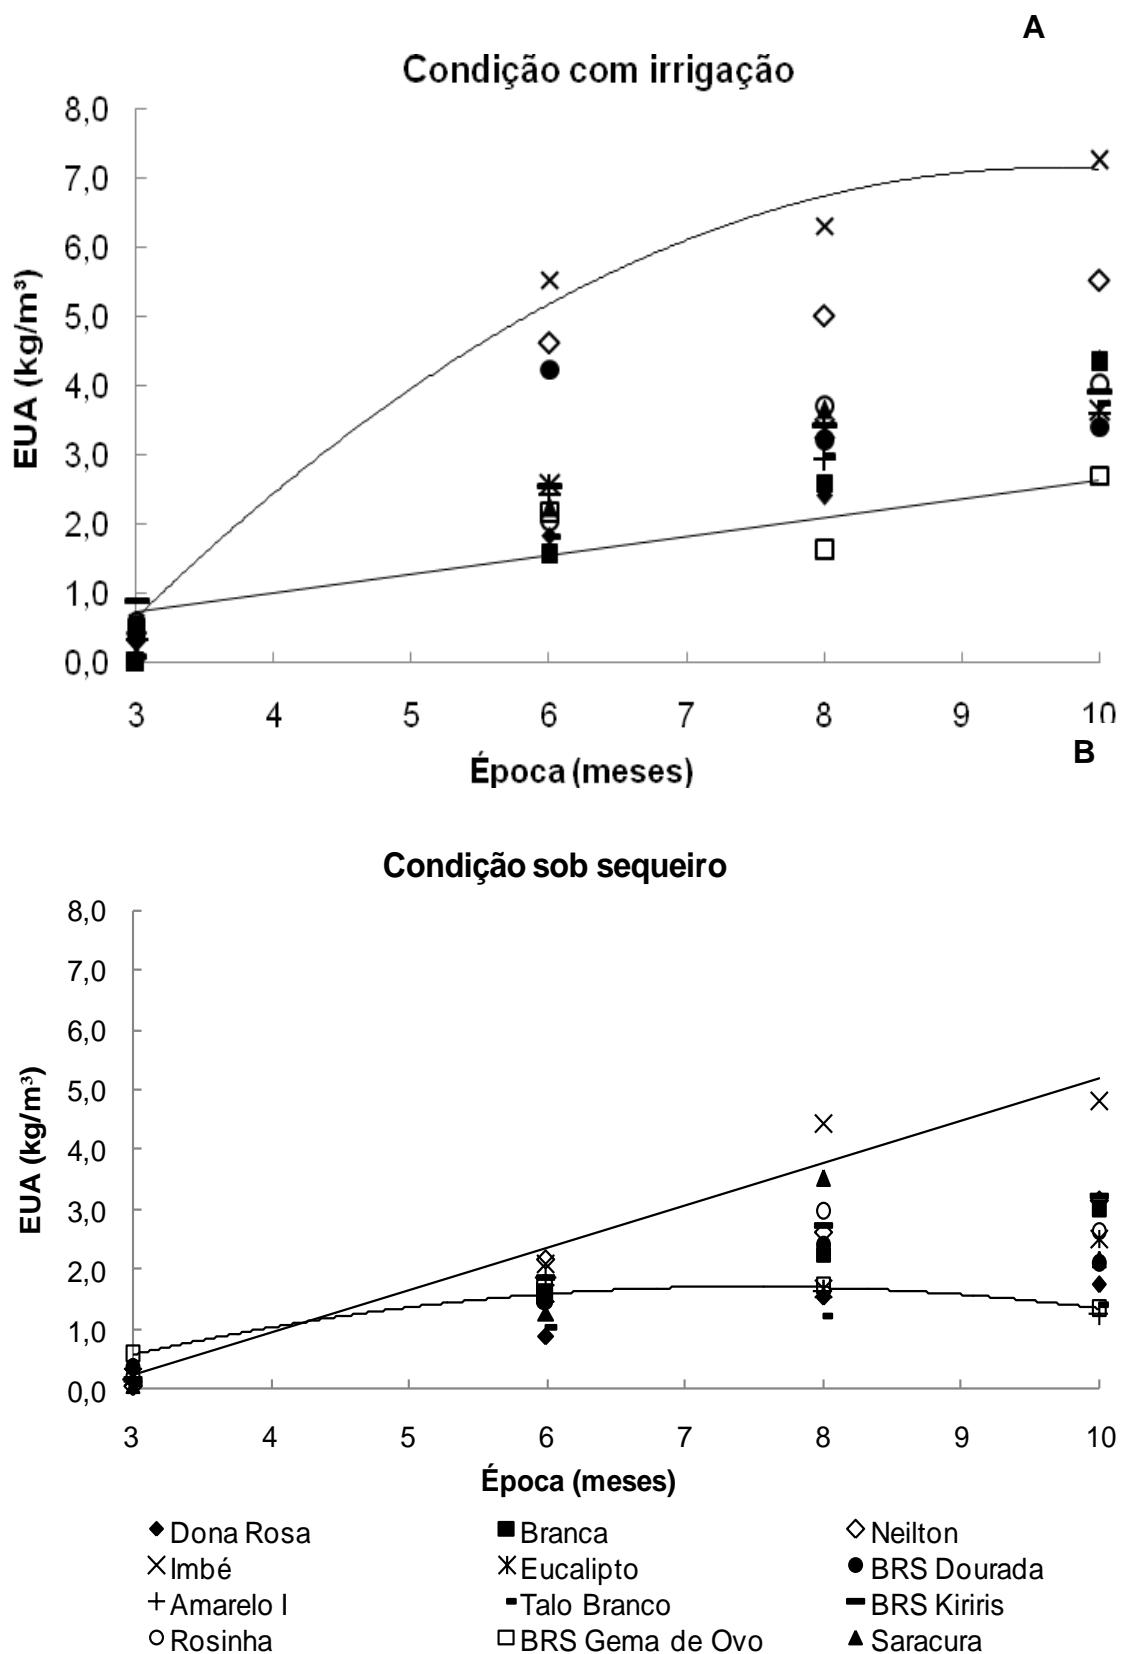 A
Condição com irrigação
8,0
7,0
6,0
5,0
4,0
3,0
2,0
1,0
0,0
EUA (kg/m³)
3 4 5 6 7 8 9 10
Época (meses)
B
Condição sob sequeiro
8,0
7,0
6,0
5,0
4,0
3,0
2,0
1,0
0,0
EUA (kg/m³)
3 4 5 6 7 8 9 10
Época (meses)
Dona Rosa Branca Neilton
Imbé Eucalipto BRS Dourada
Amarelo I Talo Branco BRS Kiriris
Rosinha BRS Gema de Ovo Saracura